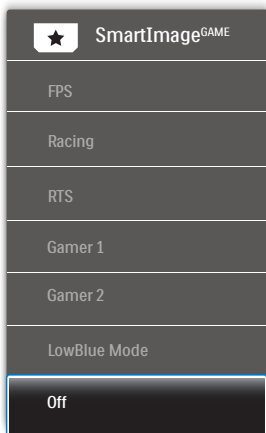 SmartImageGAME
FPS
Racing
RTS
Gamer 1
Gamer 2
LowBlue Mode
Off